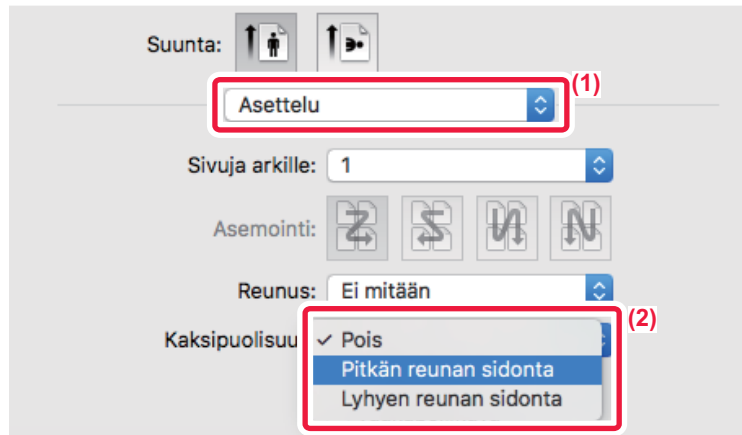 Suunta:
(1)
Asettelu
Sivuja arkille: 1
Asemointi:
Reunus: Ei mitään
(2)
Kaksipuolisuu ✓ Pois
Pitkän reunan sidonta
Lyhyen reunan sidonta